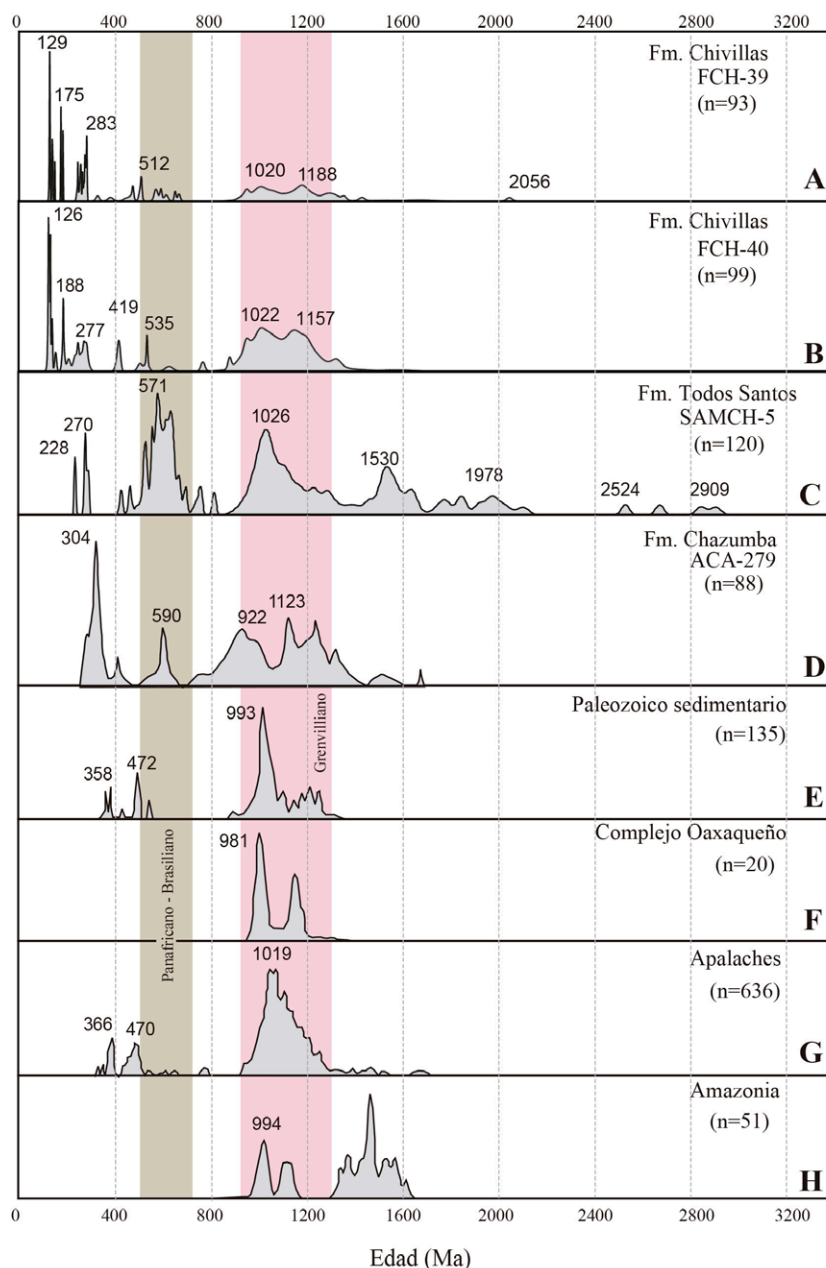 0 400 800 1200 1600 2000 2400 2800 3200
129
175
283
512
1020
1188
2056
Fm. Chivillas
FCH-39
(n=93)
A
126
188
277
419
535
1022
1157
Fm. Chivillas
FCH-40
(n=99)
B
228
270
571
1026
1530
1978
2524
2909
Fm. Todos Santos
SAMCH-5
(n=120)
C
304
590
922
1123
Fm. Chazumba
ACA-279
(n=88)
D
358
472
993
Grenvilliano
Paleozoico sedimentario
(n=135)
E
Panafricano - Brasiliano
981
Complejo Oaxaqueño
(n=20)
F
366
470
1019
Apalaches
(n=636)
G
994
Amazonia
(n=51)
H
0 400 800 1200 1600 2000 2400 2800 3200
Edad (Ma)